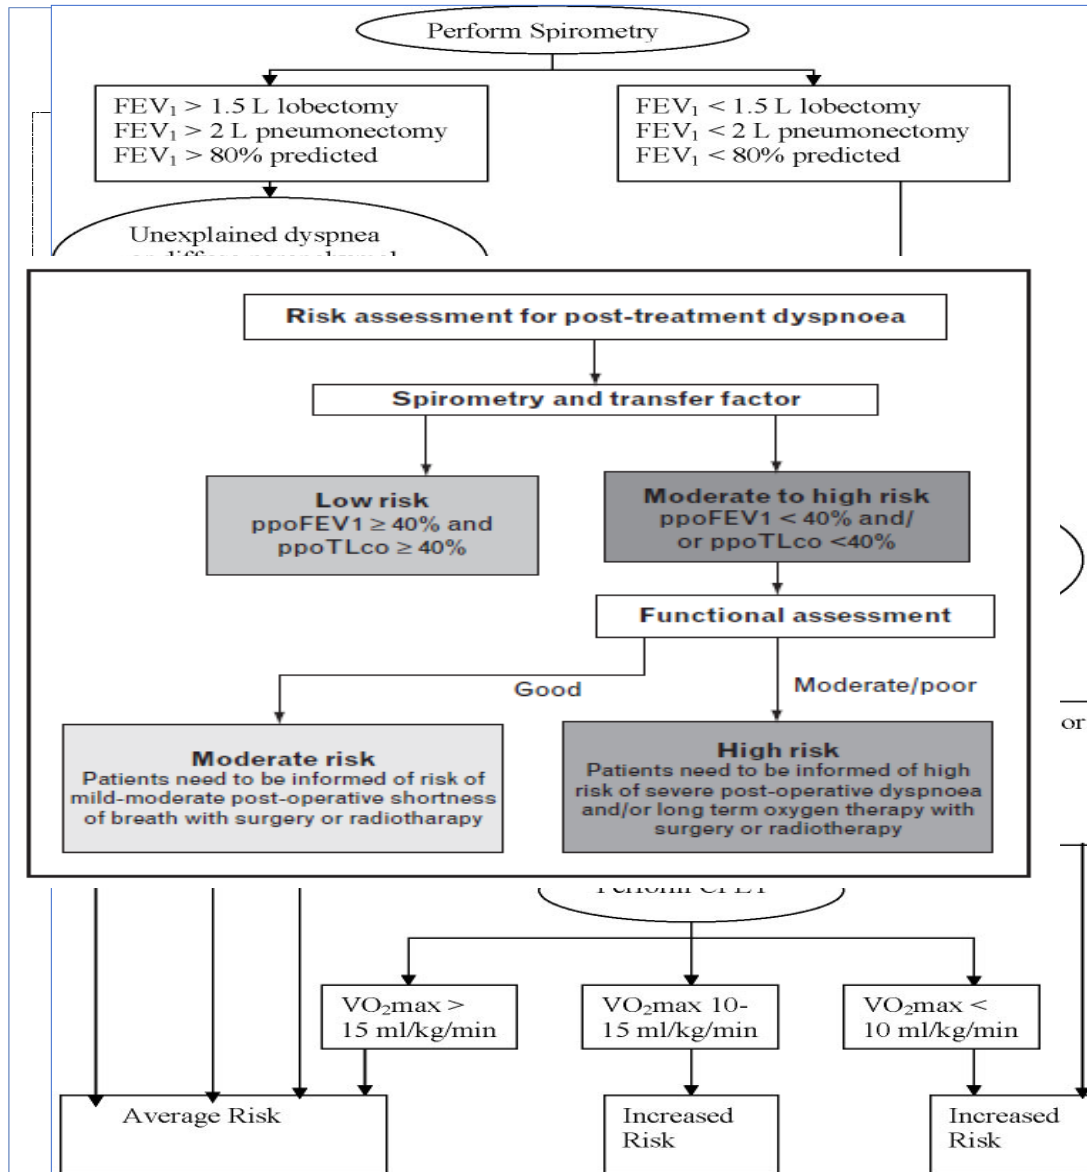 Perform Spirometry
FEV₁ > 1.5 L lobectomy
FEV₁ > 2 L pneumonectomy
FEV₁ > 80% predicted
FEV₁ < 1.5 L lobectomy
FEV₁ < 2 L pneumonectomy
FEV₁ < 80% predicted
Unexplained dyspnea
Risk assessment for post-treatment dyspnoea
Spirometry and transfer factor
Low risk
ppoFEV1 ≥ 40% and
ppoTLco ≥ 40%
Moderate to high risk
ppoFEV1 < 40% and/
or ppoTLco <40%
Functional assessment
Good
Moderate/poor
Moderate risk
Patients need to be informed of risk of
mild-moderate post-operative shortness
of breath with surgery or radiotharapy
High risk
Patients need to be informed of high
risk of severe post-operative dyspnoea
and/or long term oxygen therapy with
surgery or radiotherapy
or
VO₂max >
15 ml/kg/min
VO₂max 10-
15 ml/kg/min
VO₂max <
10 ml/kg/min
Average Risk
Increased
Risk
Increased
Risk